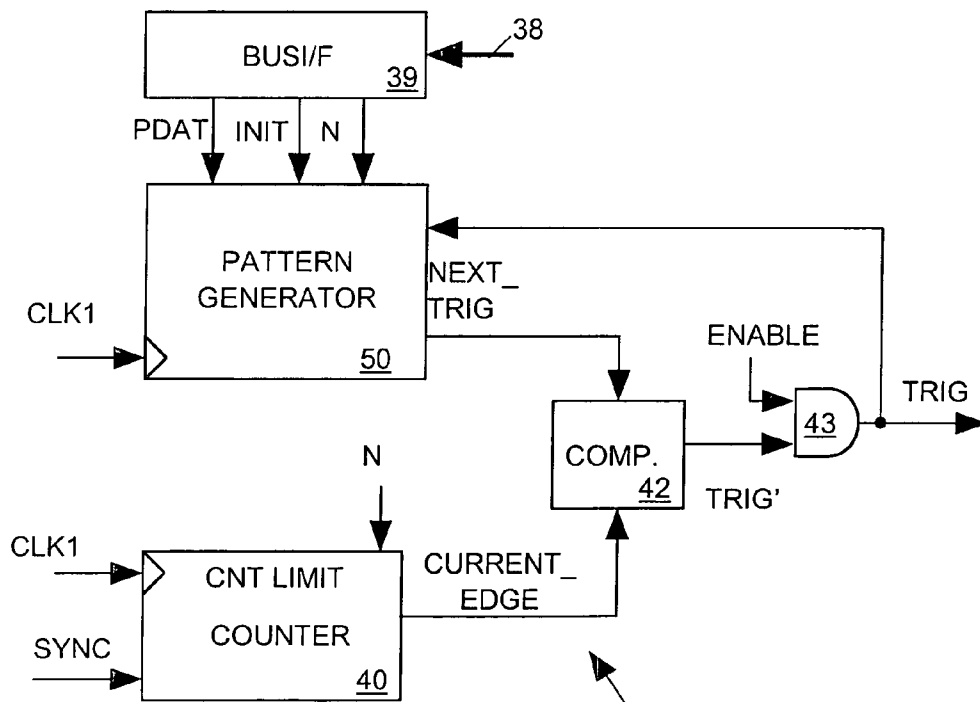 38
BUSI/F
39
PDAT INIT N
PATTERN
GENERATOR
50
NEXT_
TRIG
CLK1
ENABLE
TRIG
43
COMP.
42
TRIG'
N
CLK1
CNT LIMIT
COUNTER
40
CURRENT_
EDGE
SYNC